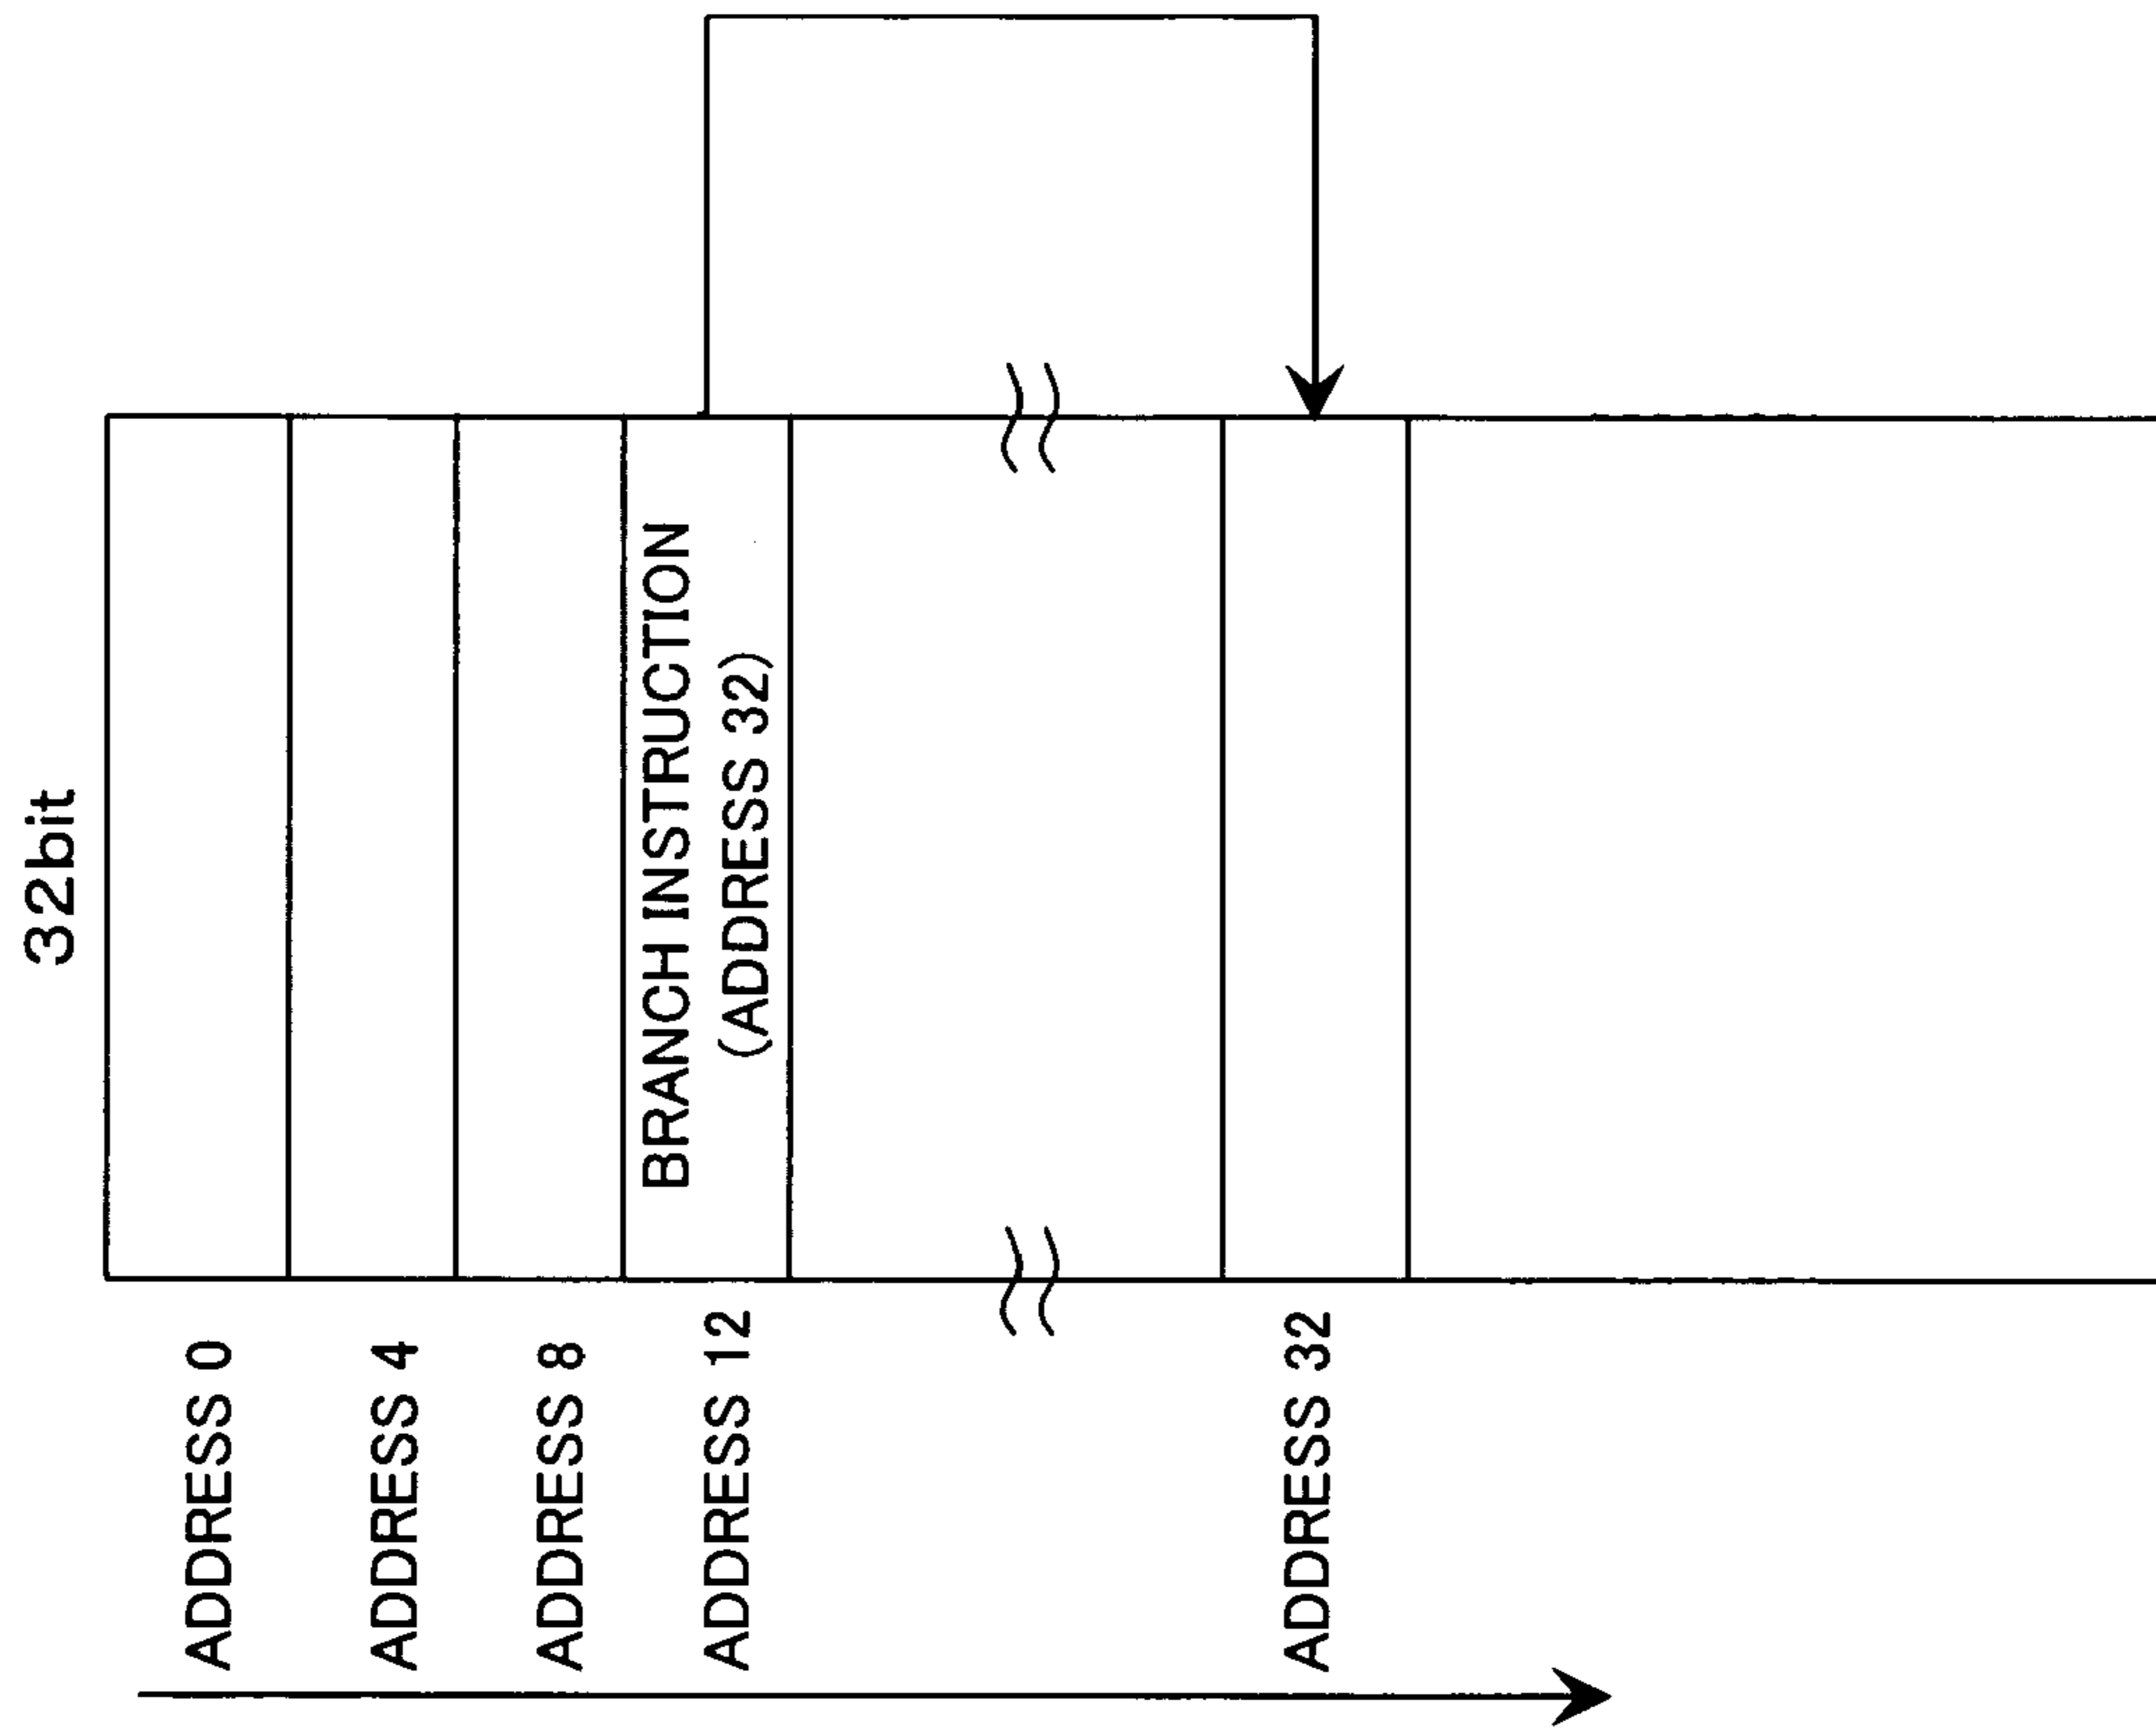 32bit
ADDRESS 0
ADDRESS 4
ADDRESS 8
ADDRESS 12
BRANCH INSTRUCTION
(ADDRESS 32)
ADDRESS 32